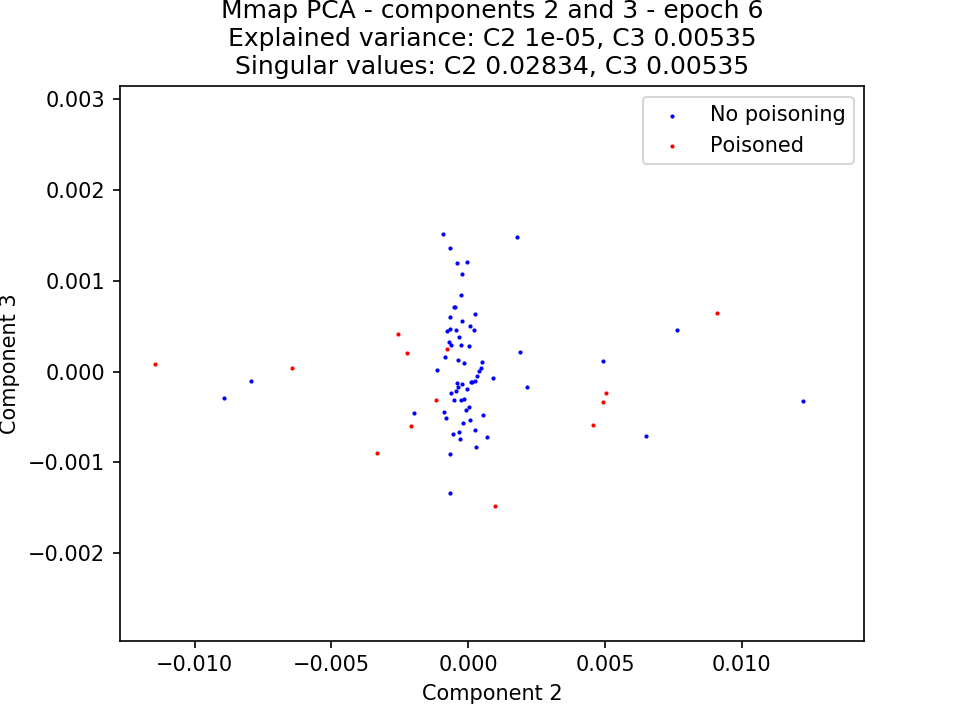 Mmap PCA - components 2 and 3 - epoch 6
Explained variance: C2 1e-05, C3 0.00535
Singular values: C2 0.02834, C3 0.00535
No poisoning
Poisoned
0.003
0.002
0.001
0.000
−0.001
−0.002
Component 3
−0.010
−0.005
0.000
0.005
0.010
Component 2